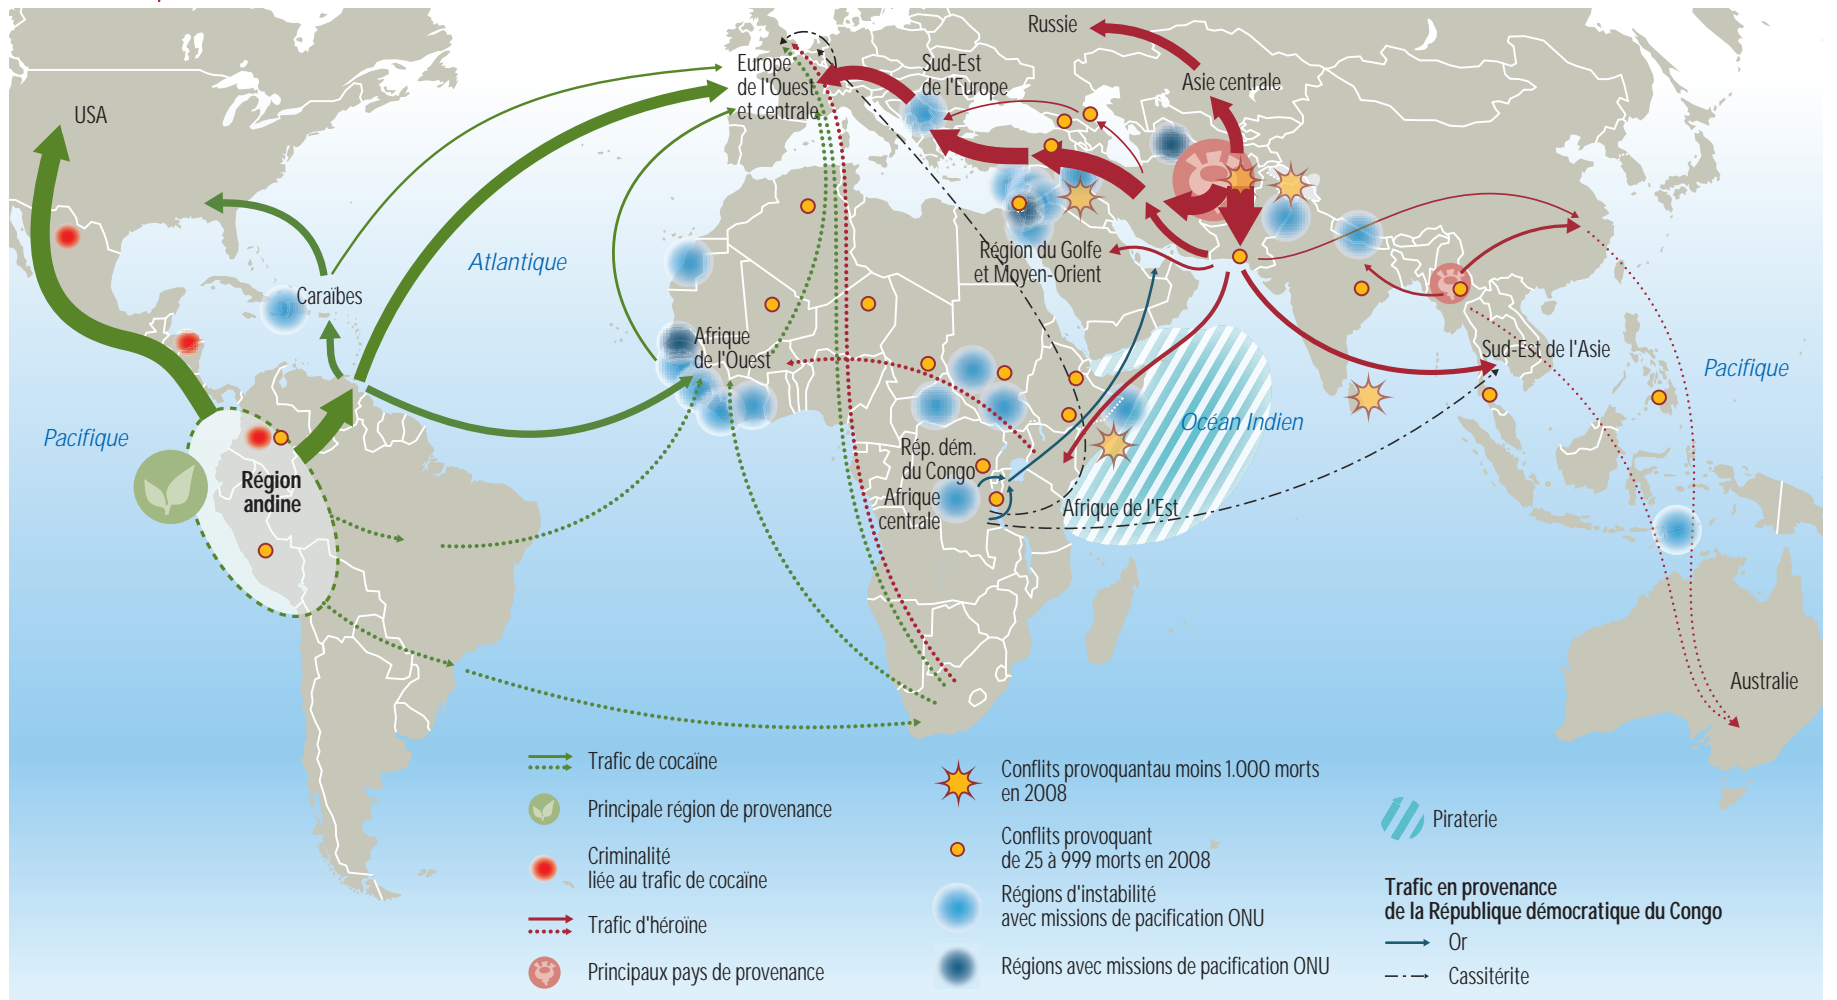 Russie
Europe
de l'Ouest
et centrale
Sud-Est
de l'Europe
Asie centrale
USA
Atlantique
Région du Golfe
et Moyen-Orient
Caraïbes
Afrique
de l'Ouest
Sud-Est de l'Asie
Pacifique
Pacifique
Océan Indien
Rép. dém.
du Congo
Région
andine
Afrique
centrale
Afrique de l'Est
Australie
Trafic de cocaïne
Principale région de provenance
Criminalité
liée au trafic de cocaïne
Trafic d'héroïne
Principaux pays de provenance
Conflits provoquantau moins 1.000 morts
en 2008
Conflits provoquant
de 25 à 999 morts en 2008
Régions d'instabilité
avec missions de pacification ONU
Régions avec missions de pacification ONU
Piraterie
Trafic en provenance
de la République démocratique du Congo
Or
Cassitérite